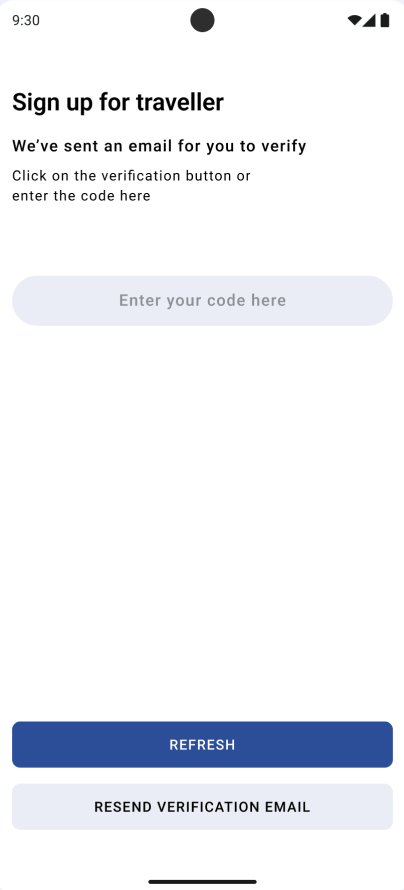 9:30
Sign up for traveller
We’ve sent an email for you to verify
Click on the verification button or
enter the code here
Enter your code here
REFRESH
RESEND VERIFICATION EMAIL